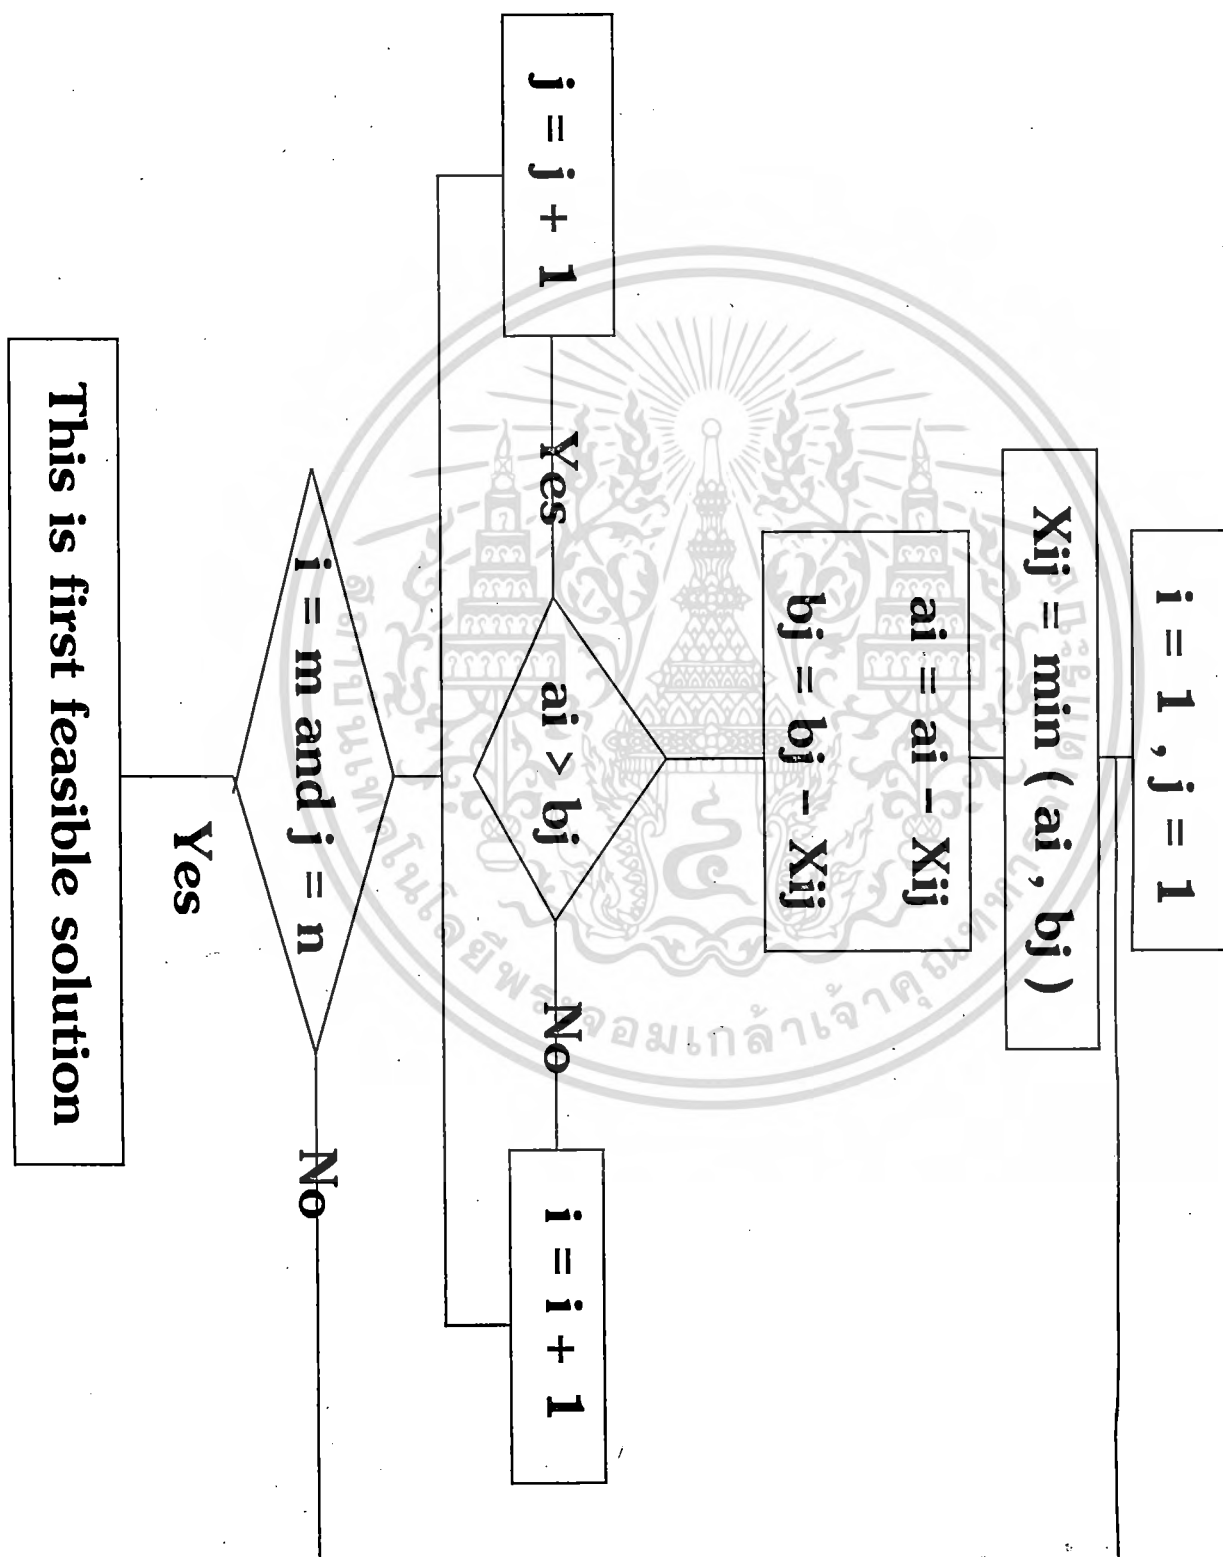 i = 1 , j = 1
Xij = min ( ai , bj )
ai = ai - Xij
bj = bj - Xij
ai > bj
Yes
No
j = j + 1
i = i + 1
i = m and j = n
No
Yes
This is first feasible solution